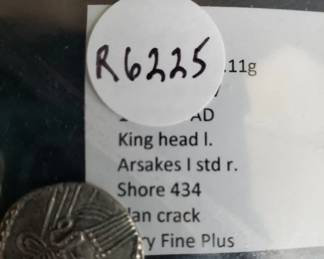 R6225
.11g
AD
King head l.
Arsakes I std r.
Shore 434
lan crack
ry Fine Plus